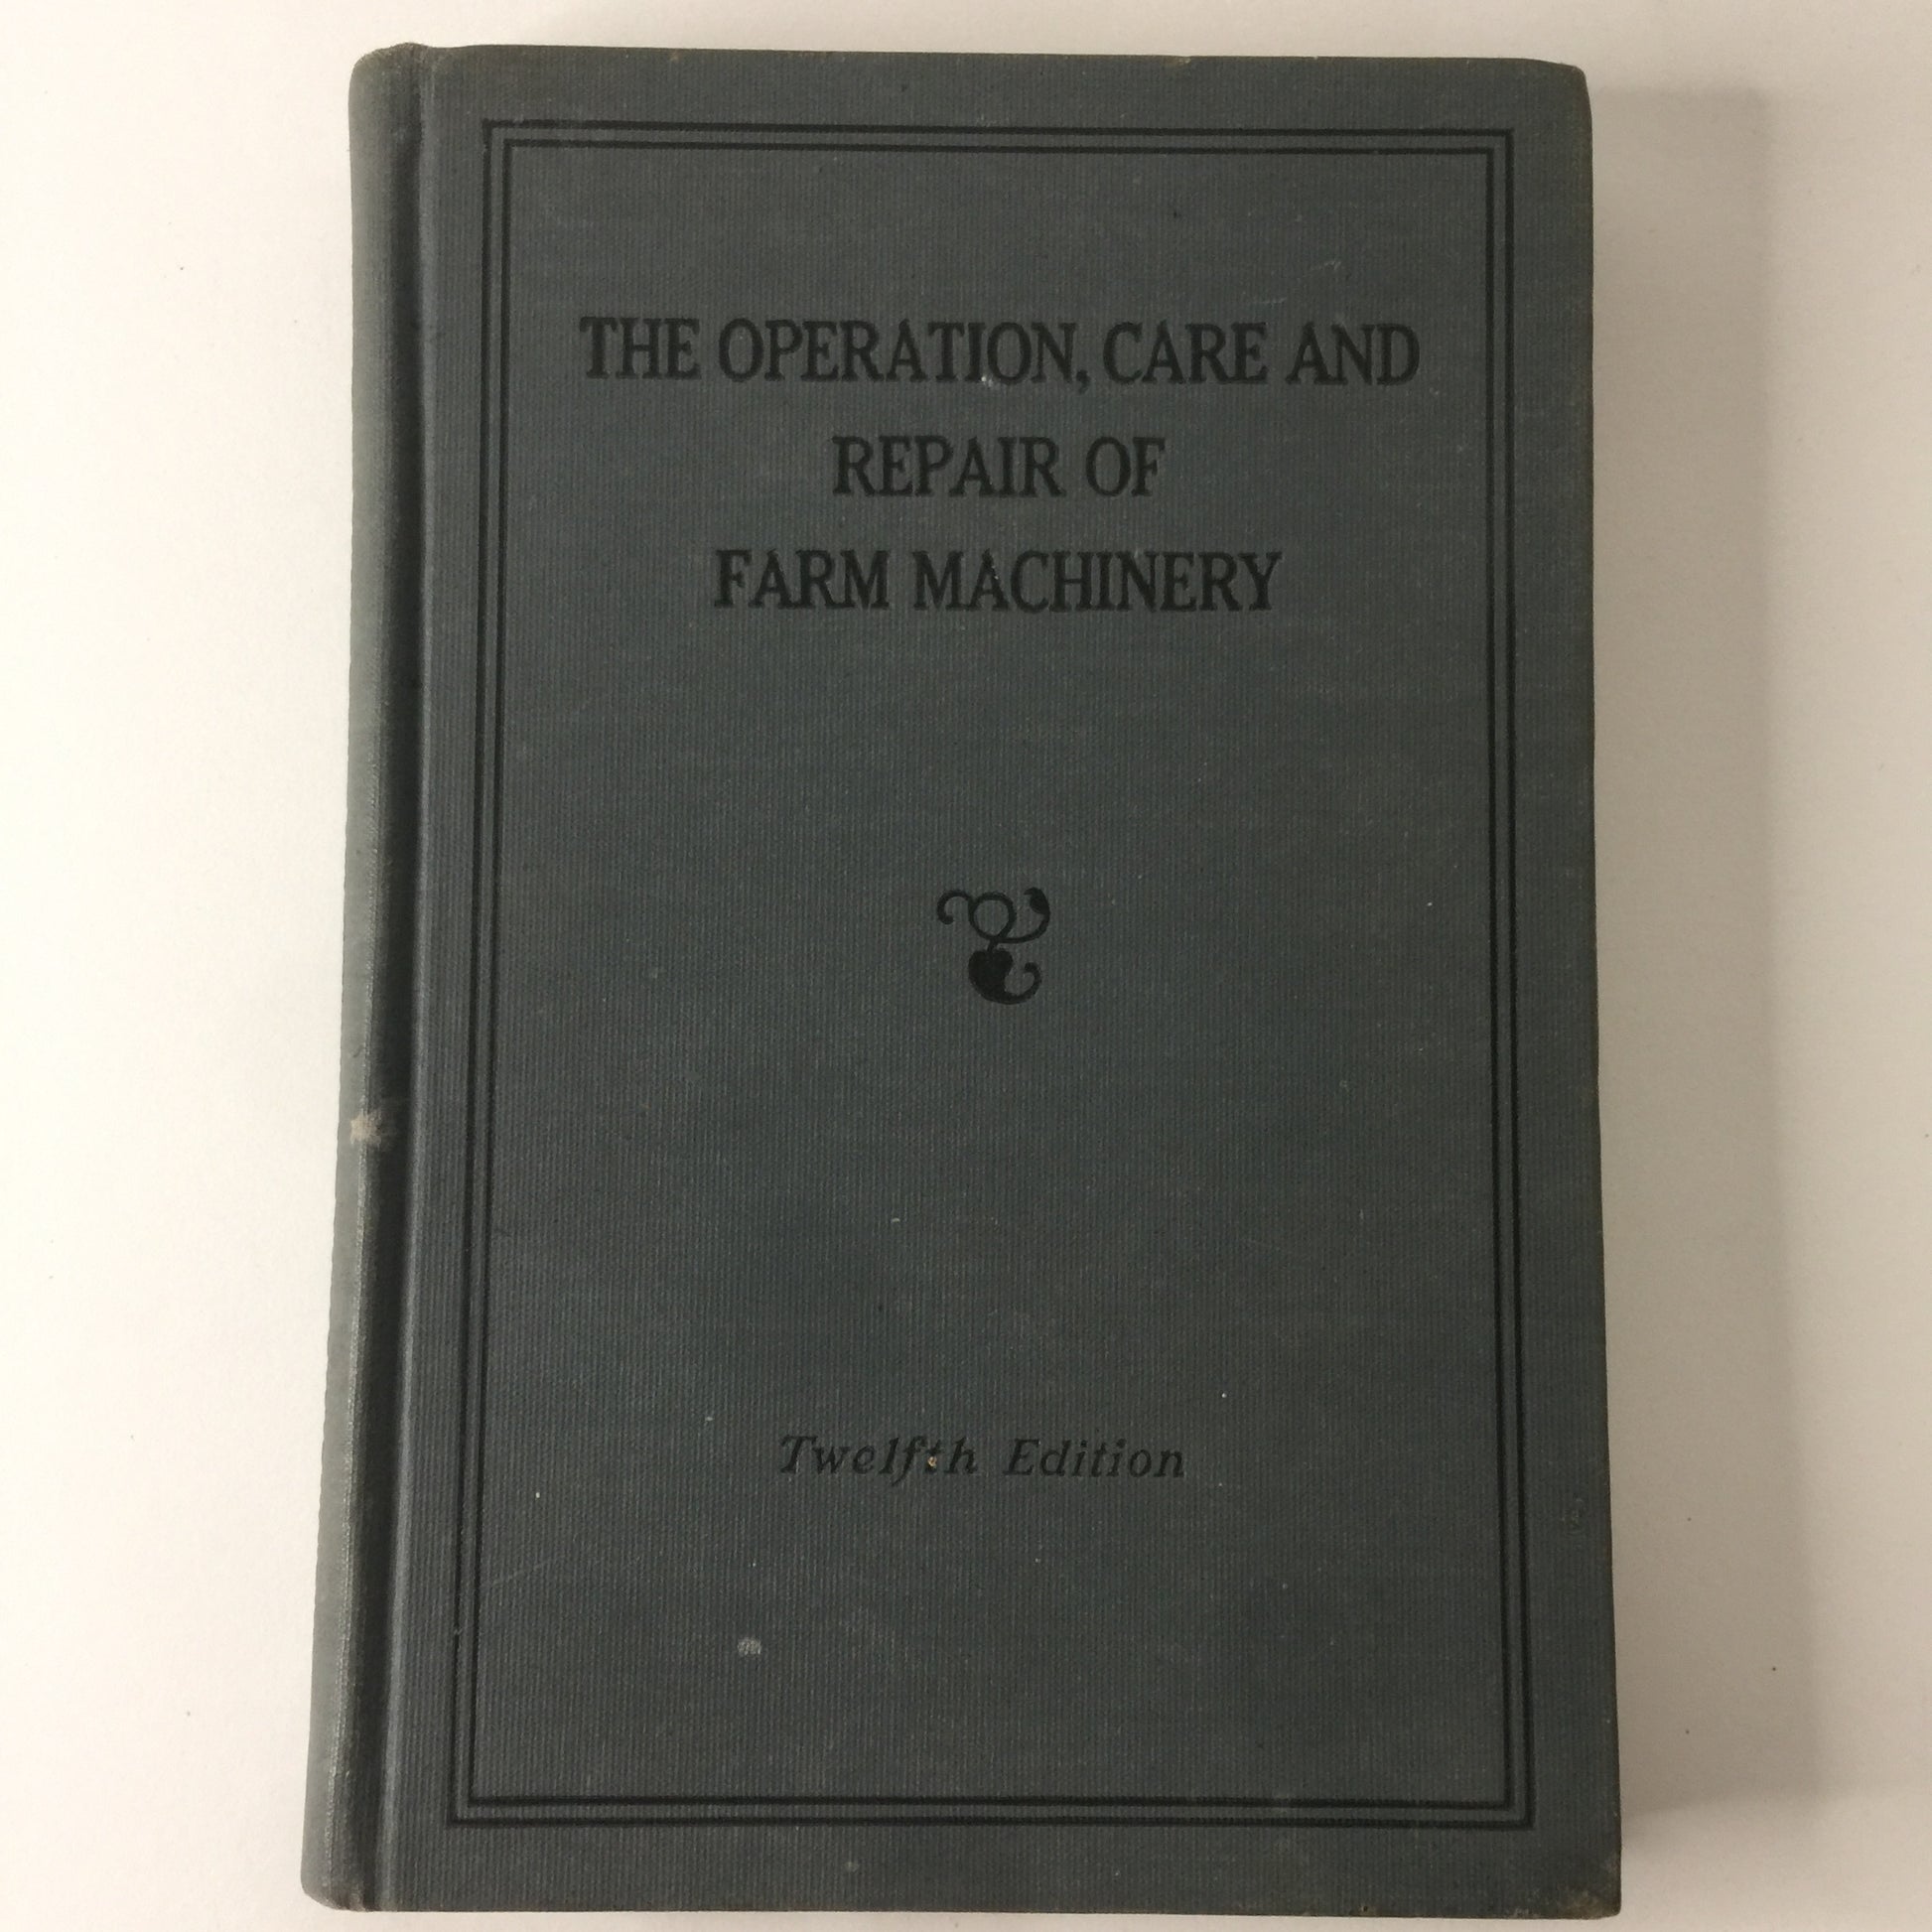 THE OPERATION, CARE AND
REPAIR OF
FARM MACHINERY
Twelfth Edition